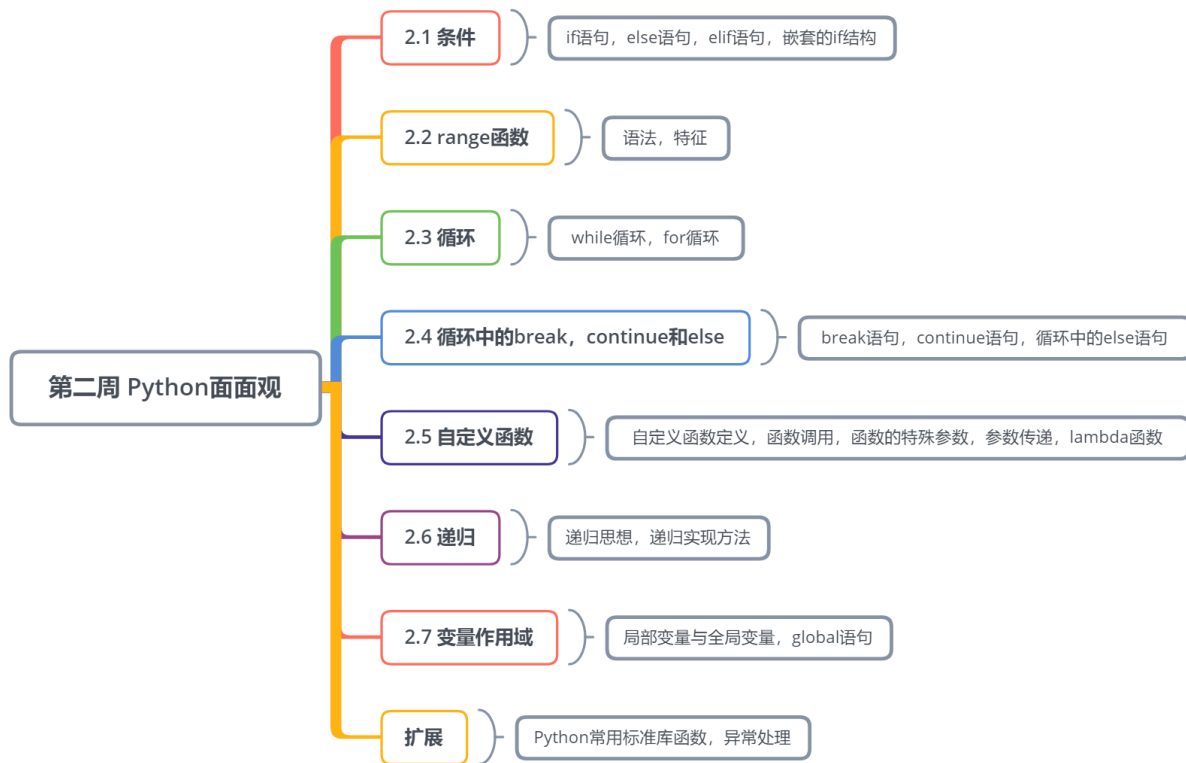 2.1 条件
if语句，else语句，elif语句，嵌套的if结构
2.2 range函数
语法，特征
2.3 循环
while循环，for循环
2.4 循环中的break，continue和else
break语句，continue语句，循环中的else语句
第二周 Python面面观
2.5 自定义函数
自定义函数定义，函数调用，函数的特殊参数，参数传递，lambda函数
2.6 递归
递归思想，递归实现方法
2.7 变量作用域
局部变量与全局变量，global语句
扩展
Python常用标准库函数，异常处理